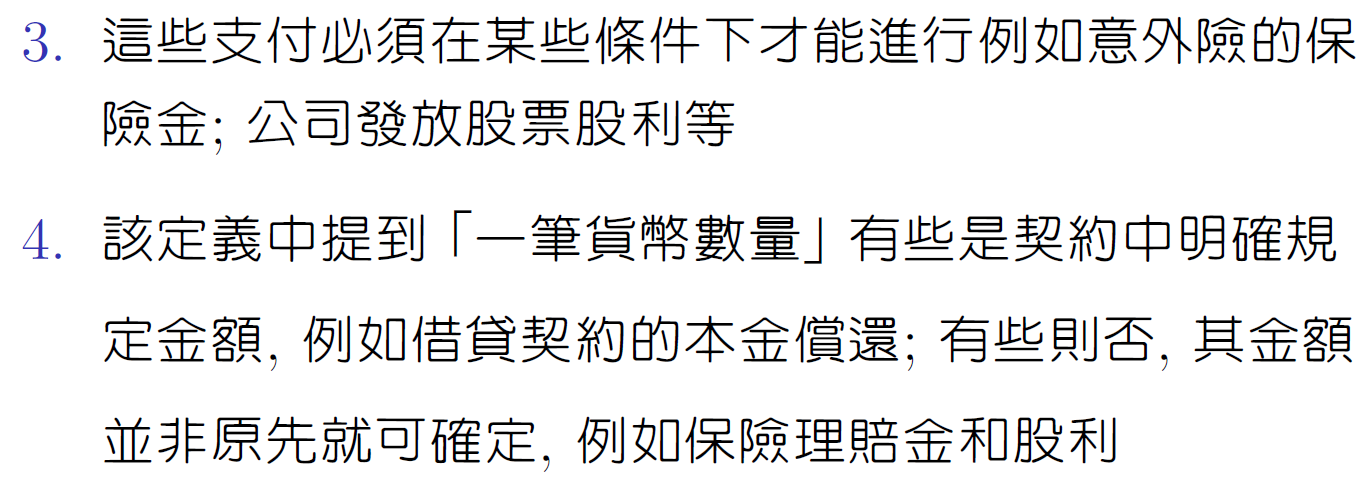 3. 這些支付必須在某些條件下才能進行例如意外險的保
險金; 公司發放股票股利等
4. 該定義中提到「一筆貨幣數量」有些是契約中明確規
定金額, 例如借貸契約的本金償還; 有些則否, 其金額
並非原先就可確定, 例如保險理賠金和股利